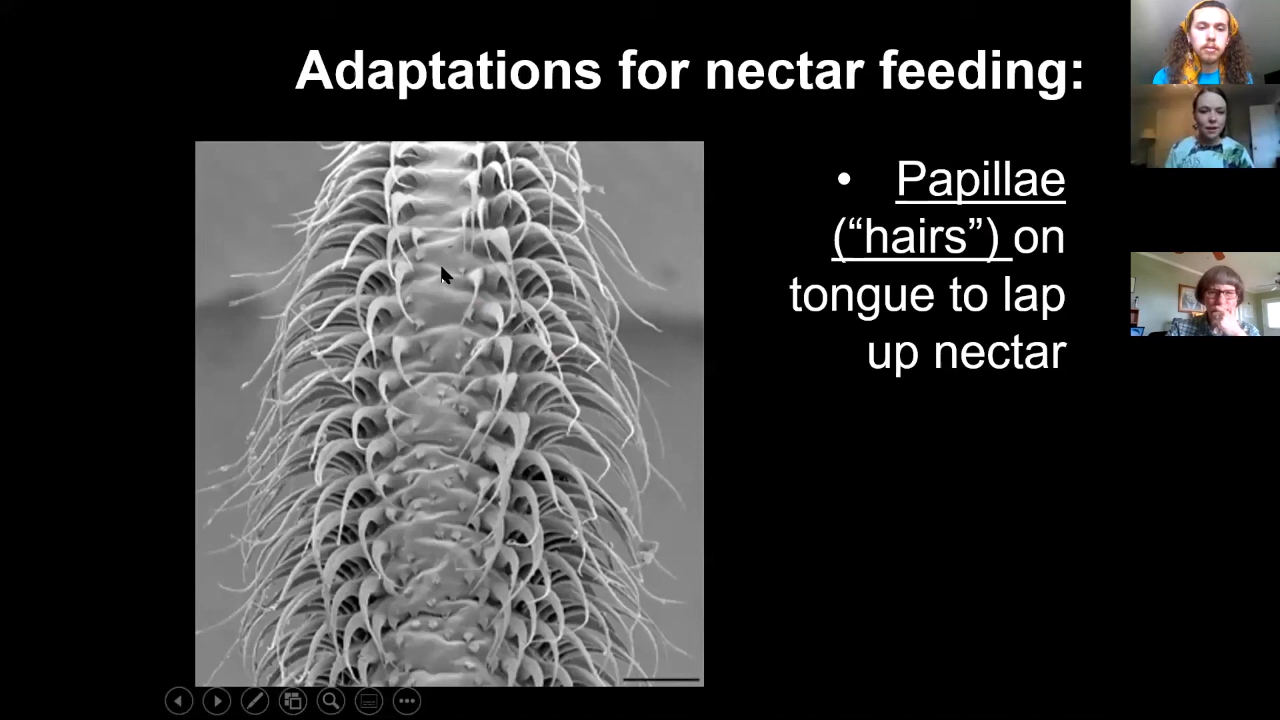 Adaptations for nectar feeding:
• Papillae
(“hairs”) on
tongue to lap
up nectar